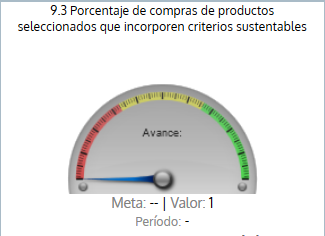 9.3 Porcentaje de compras de productos
seleccionados que incorporen criterios sustentables
Avance:
Meta: -- | Valor: 1
Período: -